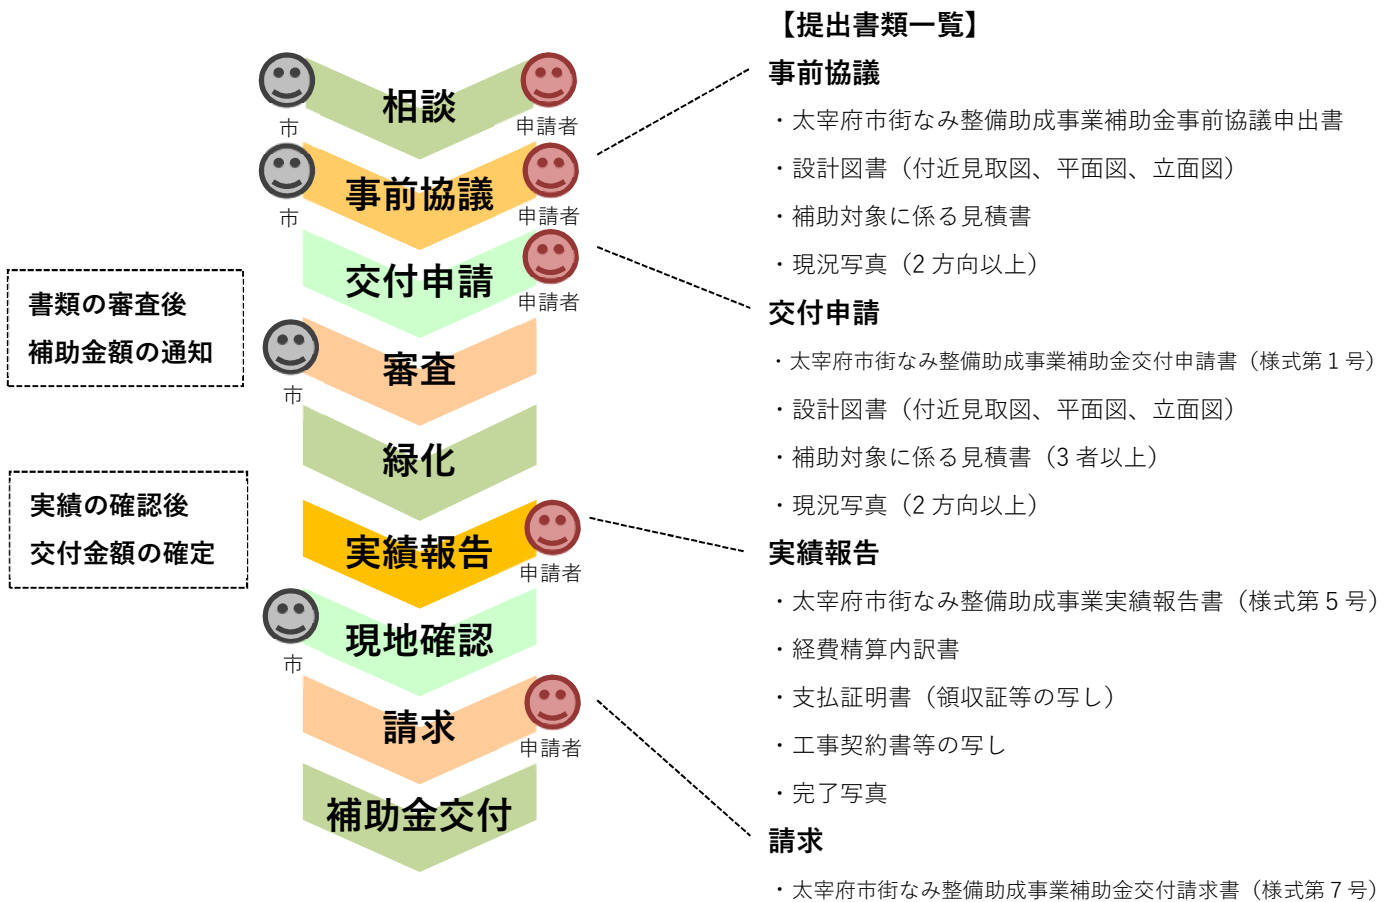 相談
市
申請者
事前協議
市
申請者
交付申請
申請者
書類の審査後
補助金額の通知
審査
市
緑化
実績の確認後
交付金額の確定
実績報告
申請者
現地確認
市
請求
申請者
補助金交付
【提出書類一覧】
事前協議
・太宰府市街なみ整備助成事業補助金事前協議申出書
・設計図書（付近見取図、平面図、立面図）
・補助対象に係る見積書
・現況写真（2 方向以上）
交付申請
・太宰府市街なみ整備助成事業補助金交付申請書（様式第 1 号）
・設計図書（付近見取図、平面図、立面図）
・補助対象に係る見積書（3 者以上）
・現況写真（2 方向以上）
実績報告
・太宰府市街なみ整備助成事業実績報告書（様式第 5 号）
・経費精算内訳書
・支払証明書（領収証等の写し）
・工事契約書等の写し
・完了写真
請求
・太宰府市街なみ整備助成事業補助金交付請求書（様式第 7 号）